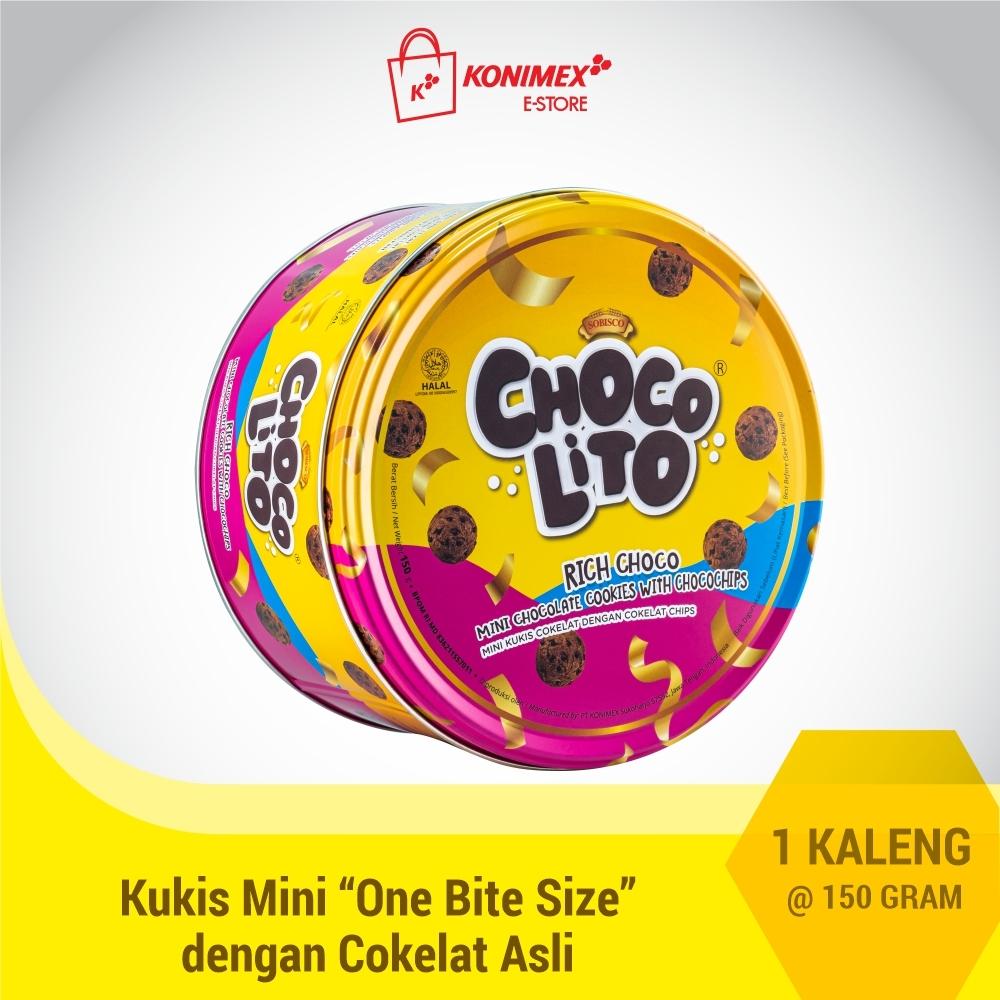 K
KONIMEX
E-STORE
SOBISCO
CHOCO
LiTO
®
HALAL
RICH CHOCO
MINI CHOCOLATE COOKIES WITH CHOCOCHIPS
MINI KUKIS COKELAT DENGAN COKELAT CHIPS
Berat Bersih / Net Weight: 150 g
Diproduksi oleh / Manufactured by: PT KONIMEX
CHOCO
LiTO
®
RICH CHOCO
HALAL
1 KALENG
@ 150 GRAM
Kukis Mini “One Bite Size”
dengan Cokelat Asli